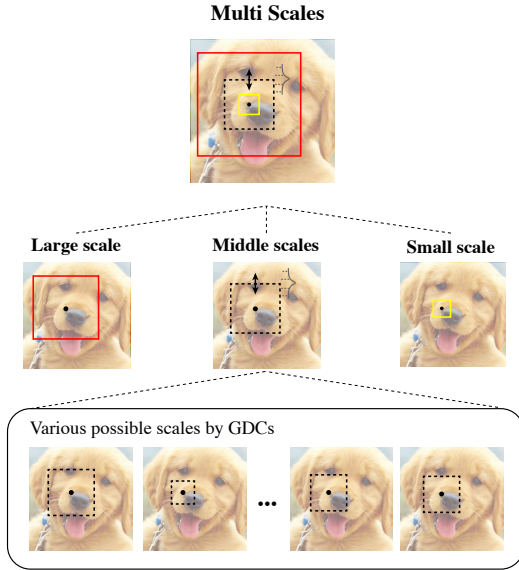 Multi Scales
Large scale
Middle scales
Small scale
Various possible scales by GDCs
...